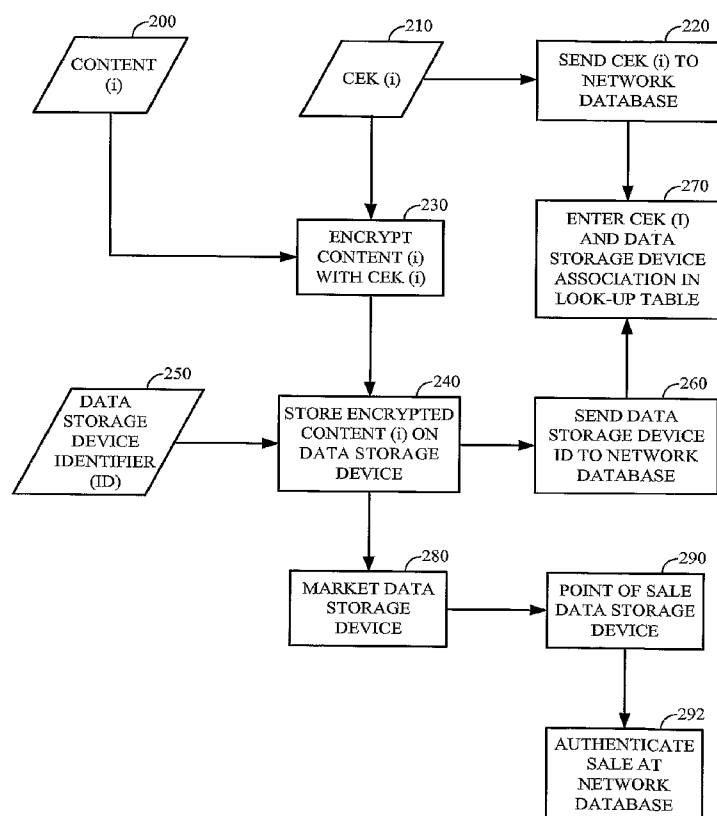 200
CONTENT
(i)
210
CEK (i)
220
SEND CEK (i) TO
NETWORK
DATABASE
230
ENCRYPT
CONTENT (i)
WITH CEK (i)
270
ENTER CEK (I)
AND DATA
STORAGE DEVICE
ASSOCIATION IN
LOOK-UP TABLE
250
DATA
STORAGE
DEVICE
IDENTIFIER
(ID)
240
STORE ENCRYPTED
CONTENT (i) ON
DATA STORAGE
DEVICE
260
SEND DATA
STORAGE DEVICE
ID TO NETWORK
DATABASE
280
MARKET DATA
STORAGE
DEVICE
290
POINT OF SALE
DATA STORAGE
DEVICE
292
AUTHENTICATE
SALE AT
NETWORK
DATABASE